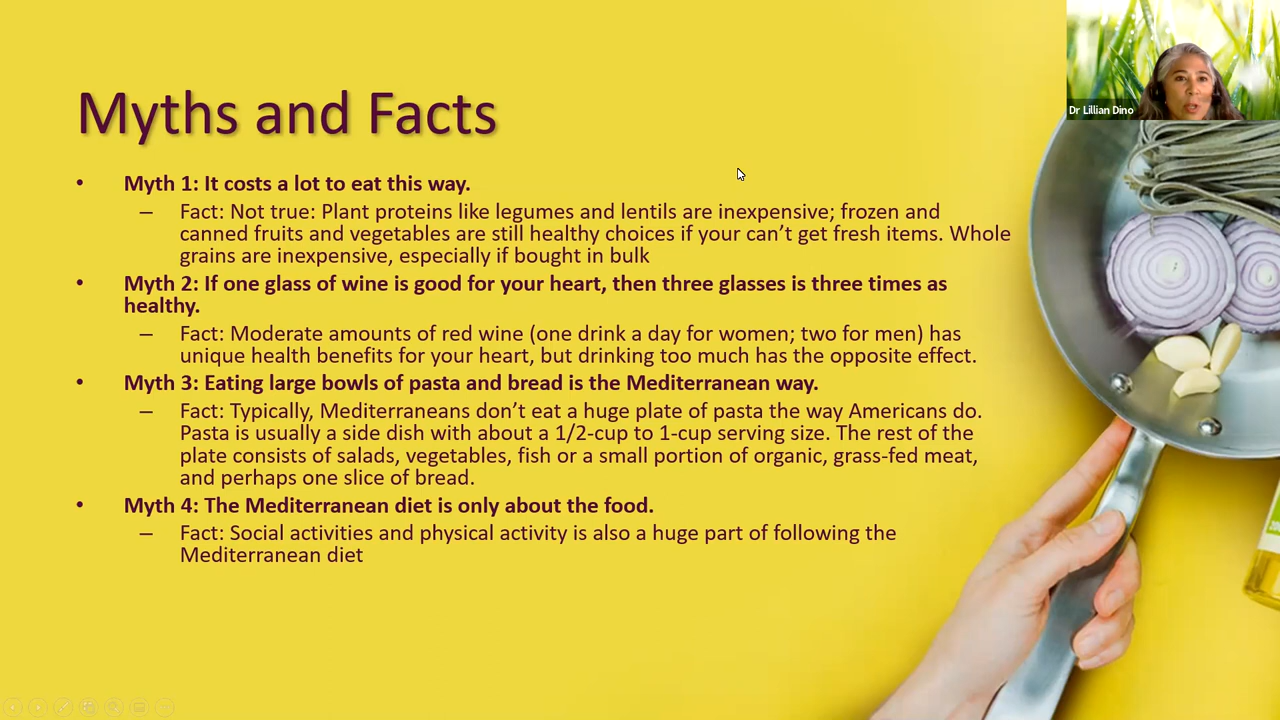 Dr Lillian Dino
Myths and Facts
• Myth 1: It costs a lot to eat this way.
– Fact: Not true: Plant proteins like legumes and lentils are inexpensive; frozen and
canned fruits and vegetables are still healthy choices if your can’t get fresh items. Whole
grains are inexpensive, especially if bought in bulk
• Myth 2: If one glass of wine is good for your heart, then three glasses is three times as
healthy.
– Fact: Moderate amounts of red wine (one drink a day for women; two for men) has
unique health benefits for your heart, but drinking too much has the opposite effect.
• Myth 3: Eating large bowls of pasta and bread is the Mediterranean way.
– Fact: Typically, Mediterraneans don’t eat a huge plate of pasta the way Americans do.
Pasta is usually a side dish with about a 1/2-cup to 1-cup serving size. The rest of the
plate consists of salads, vegetables, fish or a small portion of organic, grass-fed meat,
and perhaps one slice of bread.
• Myth 4: The Mediterranean diet is only about the food.
– Fact: Social activities and physical activity is also a huge part of following the
Mediterranean diet